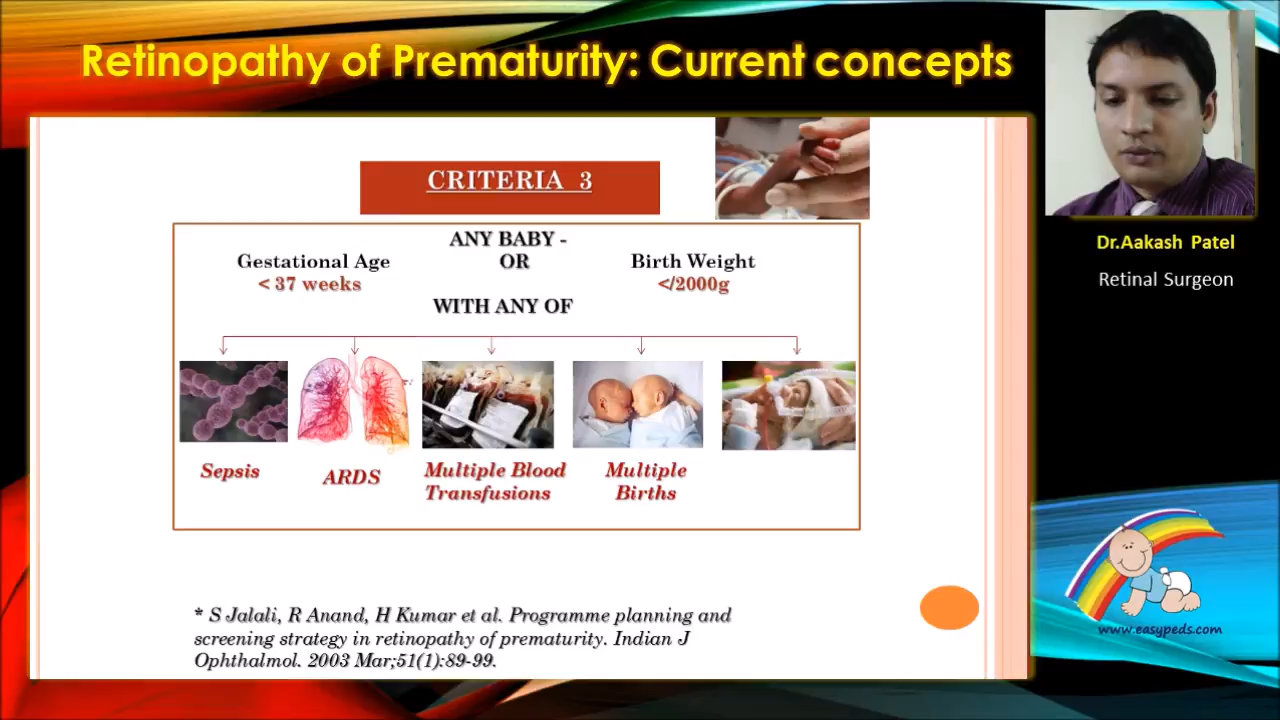 Retinopathy of Prematurity: Current concepts
CRITERIA 3
ANY BABY -
Gestational Age
OR
Birth Weight
< 37 weeks
</2000g
WITH ANY OF
Sepsis
ARDS
Multiple Blood
Transfusions
Multiple
Births
* S Jalali, R Anand, H Kumar et al. Programme planning and
screening strategy in retinopathy of prematurity. Indian J
Ophthalmol. 2003 Mar;51(1):89-99.
Dr.Aakash Patel
Retinal Surgeon
www.easypeds.com